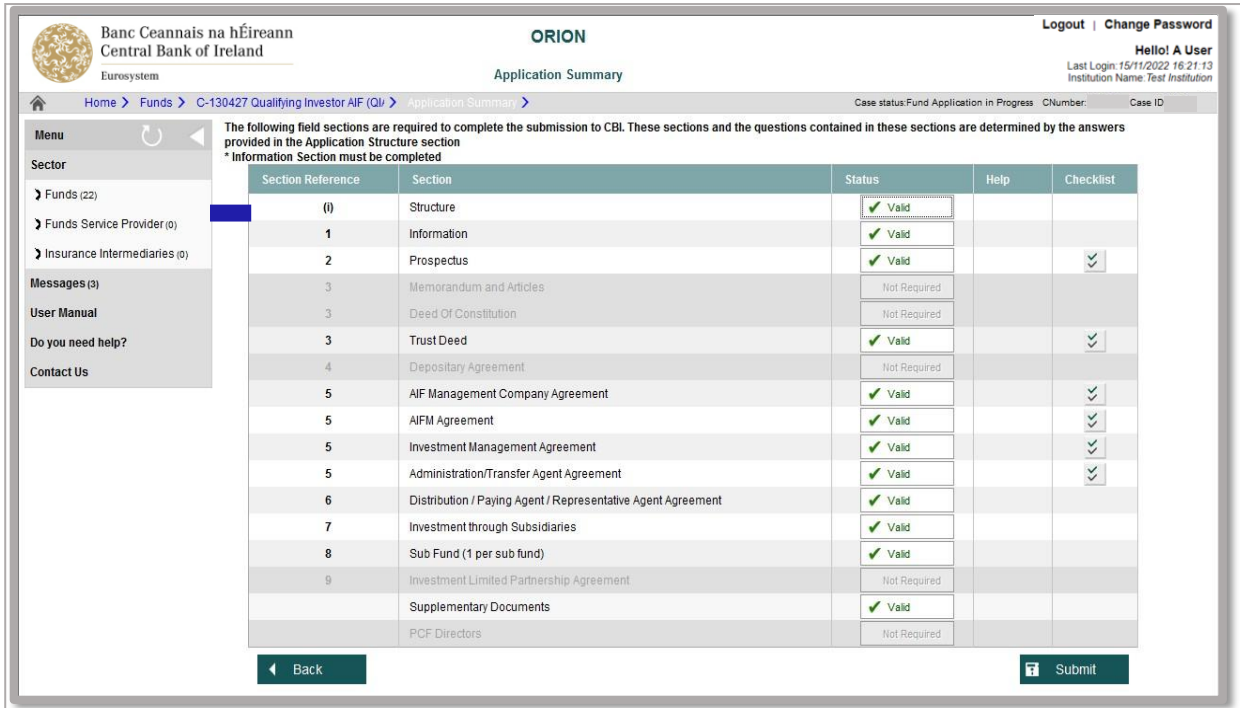 Banc Ceannais na hÉireann
Central Bank of Ireland
Eurosystem
ORION
Application Summary
Logout | Change Password
Hello! A User
Last Login:15/11/2022 16:21:13
Institution Name:Test Institution
Home > Funds > C-130427 Qualifying Investor AIF (QI/ > Application Summary >
Case status:Fund Application in Progress CNumber: Case ID
Menu
Sector
Funds (22)
Funds Service Provider (0)
Insurance Intermediaries (0)
Messages (3)
User Manual
Do you need help?
Contact Us
The following field sections are required to complete the submission to CBI. These sections and the questions contained in these sections are determined by the answers
provided in the Application Structure section
* Information Section must be completed
Section Reference Section Status Help Checklist
(i) Structure Valid
1 Information Valid
2 Prospectus Valid
3 Memorandum and Articles Not Required
3 Deed Of Constitution Not Required
3 Trust Deed Valid
4 Depositary Agreement Not Required
5 AIF Management Company Agreement Valid
5 AIFM Agreement Valid
5 Investment Management Agreement Valid
5 Administration/Transfer Agent Agreement Valid
6 Distribution / Paying Agent / Representative Agent Agreement Valid
7 Investment through Subsidiaries Valid
8 Sub Fund (1 per sub fund) Valid
9 Investment Limited Partnership Agreement Not Required
Supplementary Documents Valid
PCF Directors Not Required
Back
Submit